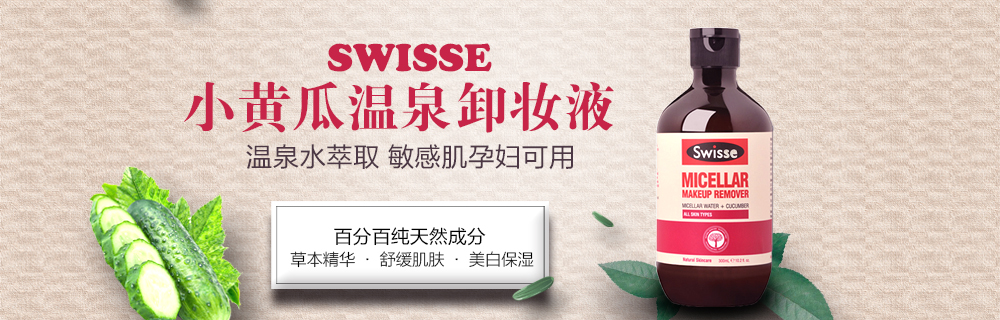 SWISSE
小黄瓜温泉卸妆液
温泉水萃取 敏感肌孕妇可用
百分百纯天然成分
草本精华 · 舒缓肌肤 · 美白保湿
Swisse
MICELLAR
MAKEUP REMOVER
MICELLAR WATER + CUCUMBER
ALL SKIN TYPES
Natural Skincare 300mL